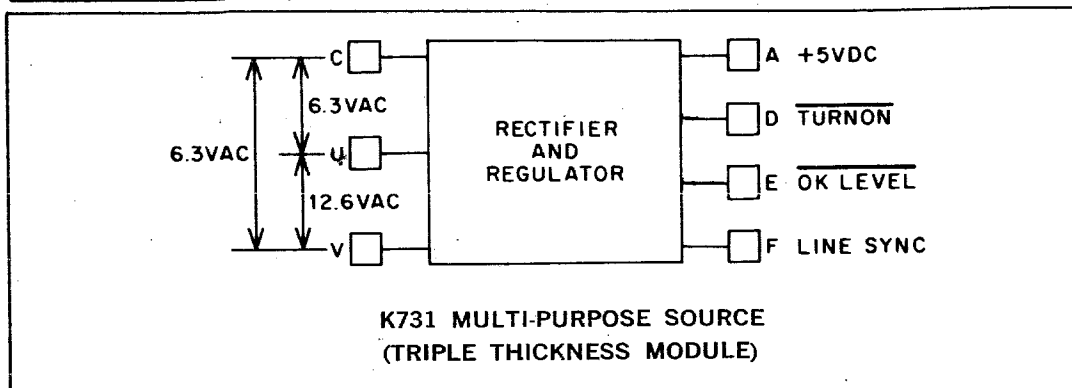 C
A +5VDC
6.3VAC
D TURNON
6.3VAC
U
RECTIFIER
AND
REGULATOR
E OK LEVEL
12.6VAC
V
F LINE SYNC
K731 MULTI-PURPOSE SOURCE
(TRIPLE THICKNESS MODULE)